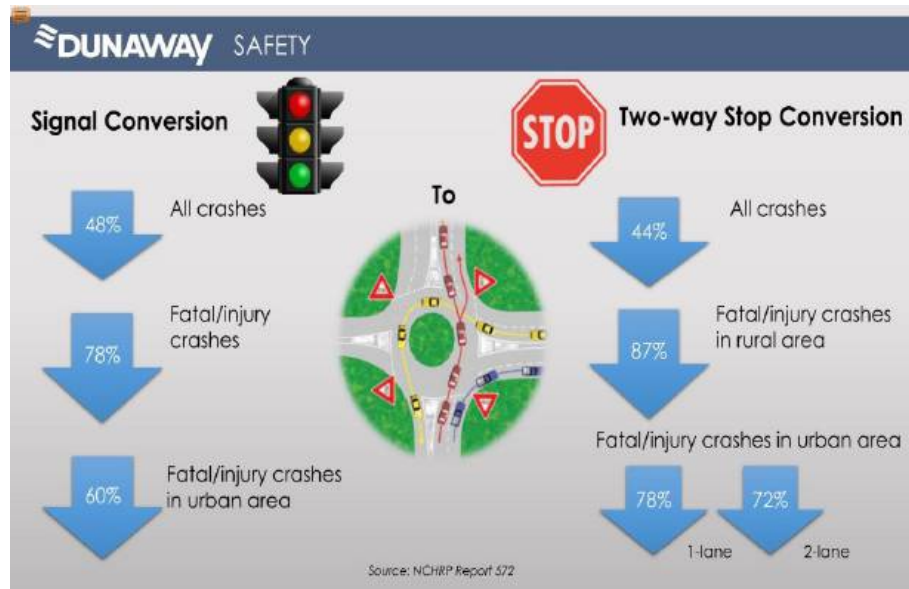 DUNAWAY SAFETY
Signal Conversion
48%
All crashes
78%
Fatal/injury
crashes
60%
Fatal/injury crashes
in urban area
To
STOP
Two-way Stop Conversion
44%
All crashes
87%
Fatal/injury crashes
in rural area
Fatal/injury crashes in urban area
78%
1-lane
72%
2-lane
Source: NCHRP Report 572